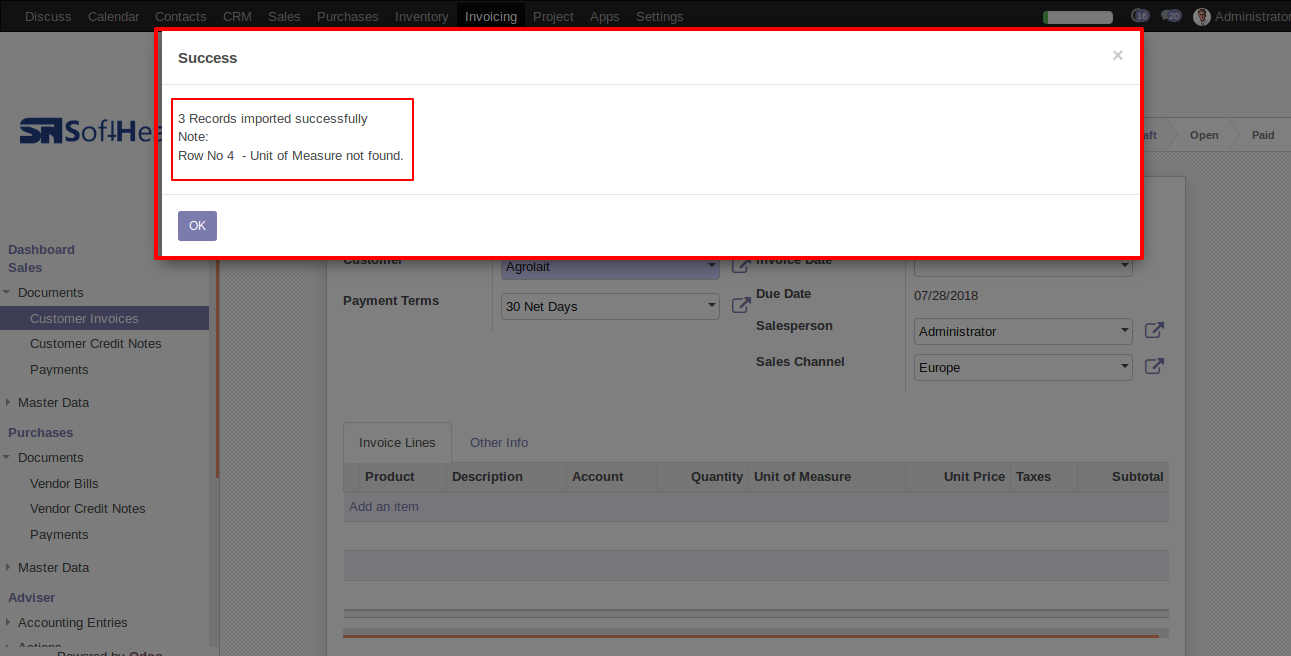 Discuss Calendar Contacts CRM Sales Purchases Inventory Invoicing Project Apps Settings 16 20 Administrator
Success ×
3 Records imported successfully
Note:
Row No 4  - Unit of Measure not found.
OK
Open Paid
Dashboard
Sales
Documents
Customer Invoices
Customer Credit Notes
Payments
Master Data
Purchases
Documents
Vendor Bills
Vendor Credit Notes
Payments
Master Data
Adviser
Accounting Entries
Actions
Powered by Odoo
Customer Agrolait
Payment Terms 30 Net Days
Invoice Date
Due Date 07/28/2018
Salesperson Administrator
Sales Channel Europe
Invoice Lines Other Info
Product Description Account Quantity Unit of Measure Unit Price Taxes Subtotal
Add an item